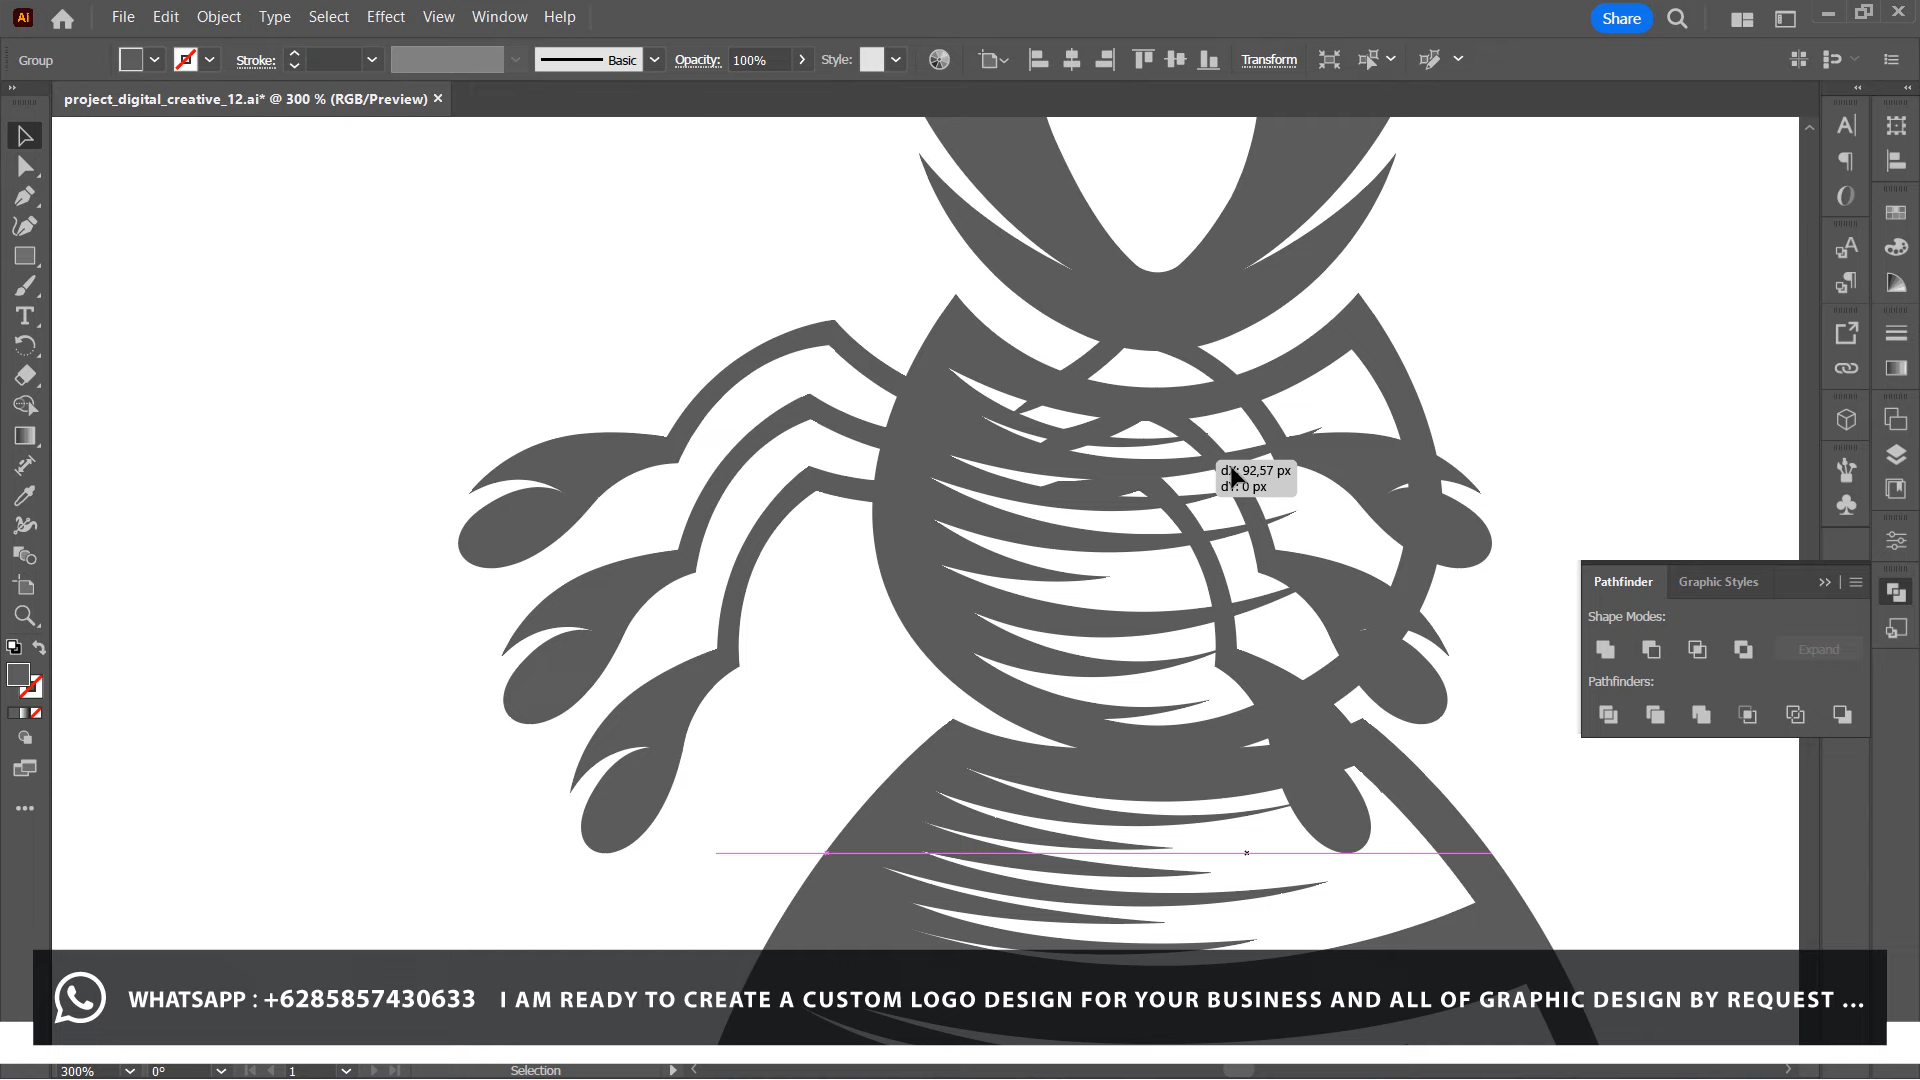 Ai File Edit Object Type Select Effect View Window Help Share
Group Stroke: Basic Opacity: 100% Style: Transform
project_digital_creative_12.ai* @ 300 % (RGB/Preview) ×
dX: 92,57 px
dY: 0 px
Pathfinder Graphic Styles
Shape Modes:
Expand
Pathfinders:
WHATSAPP : +6285857430633 I AM READY TO CREATE A CUSTOM LOGO DESIGN FOR YOUR BUSINESS AND ALL OF GRAPHIC DESIGN BY REQUEST ...
300% 0° 1 Selection